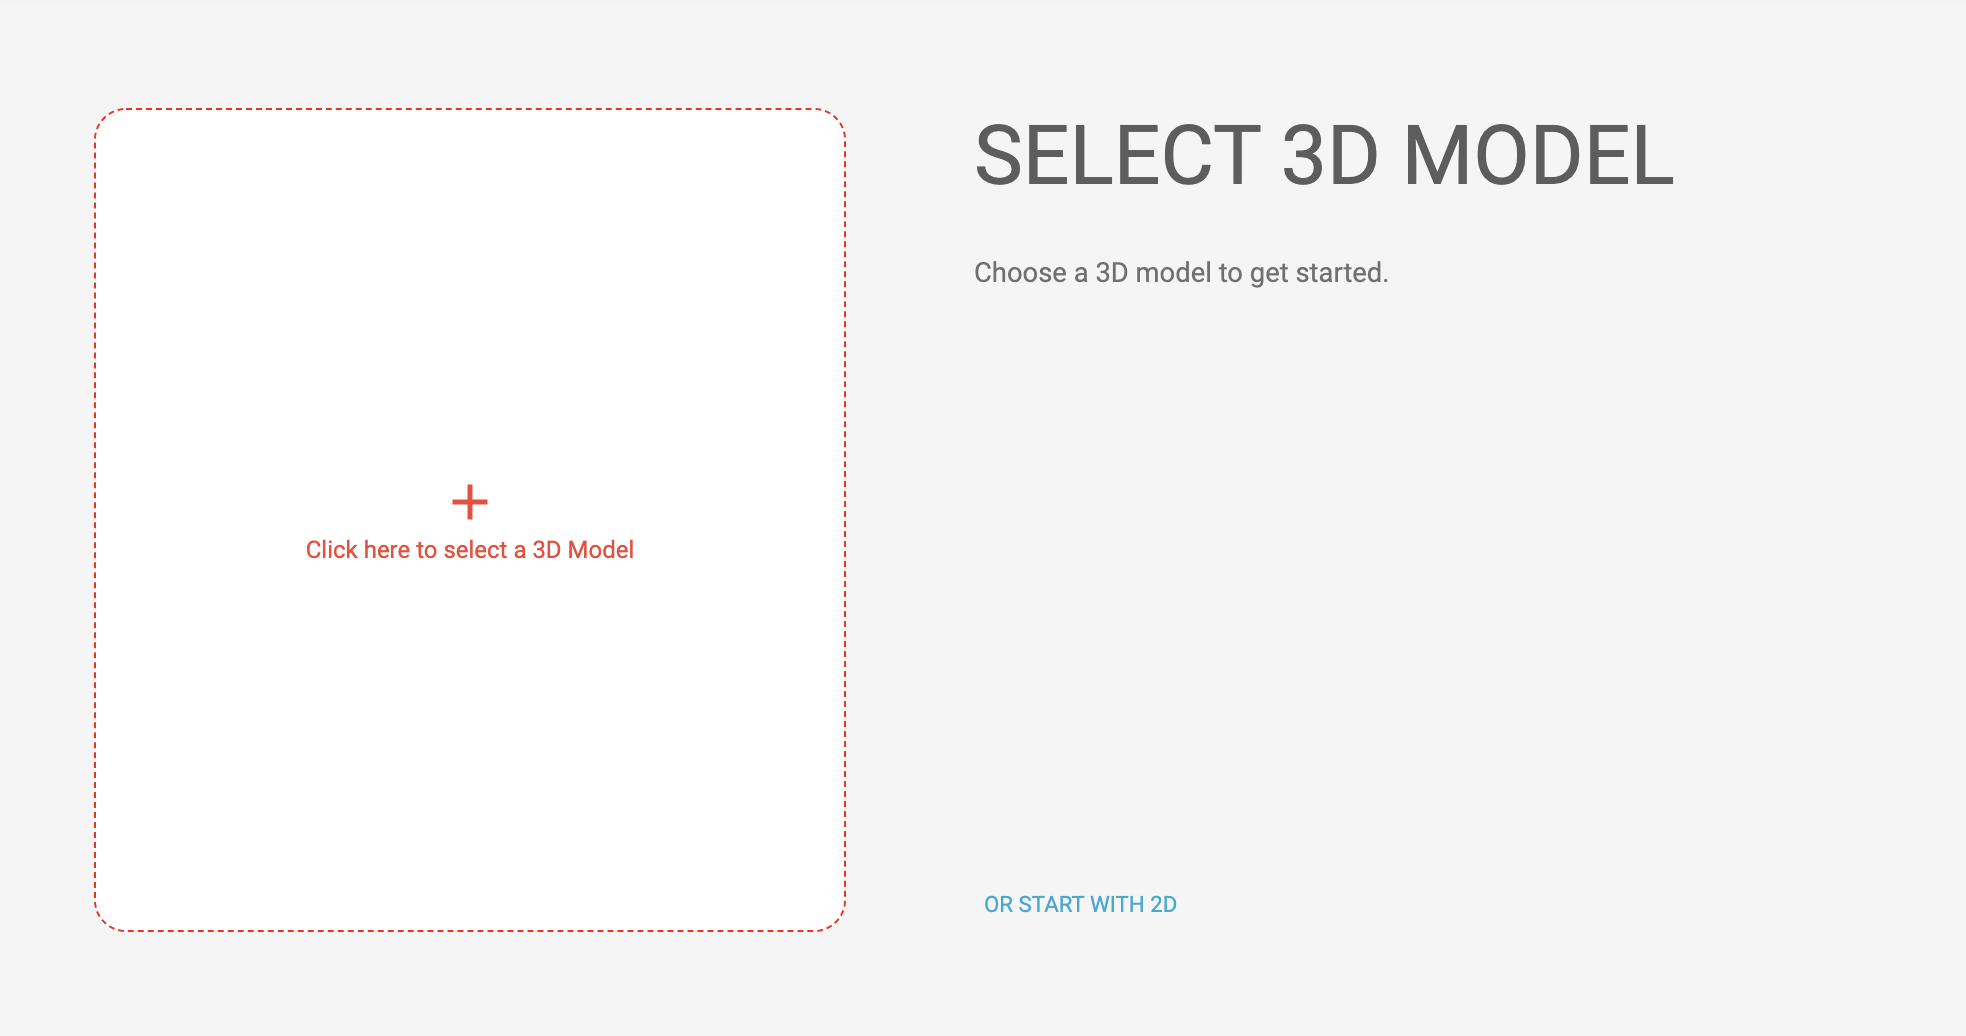 SELECT 3D MODEL
Choose a 3D model to get started.
Click here to select a 3D Model
OR START WITH 2D